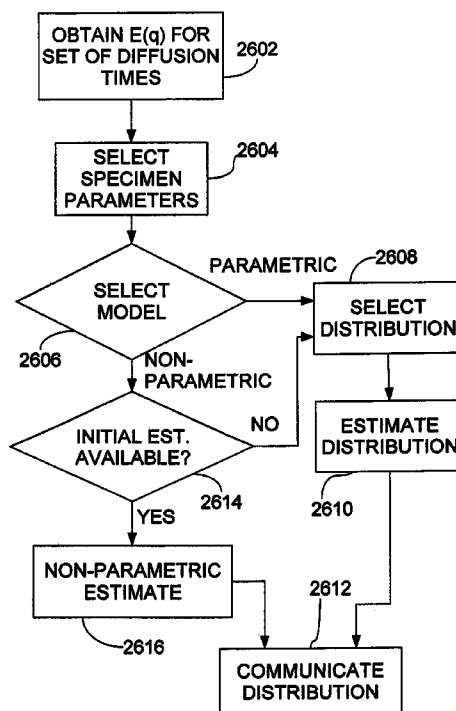 OBTAIN E(q) FOR
SET OF DIFFUSION
TIMES
2602
SELECT
SPECIMEN
PARAMETERS
2604
SELECT
MODEL
2606
PARAMETRIC
2608
SELECT
DISTRIBUTION
NON-
PARAMETRIC
INITIAL EST.
AVAILABLE?
NO
2614
ESTIMATE
DISTRIBUTION
2610
YES
NON-PARAMETRIC
ESTIMATE
2616
2612
COMMUNICATE
DISTRIBUTION